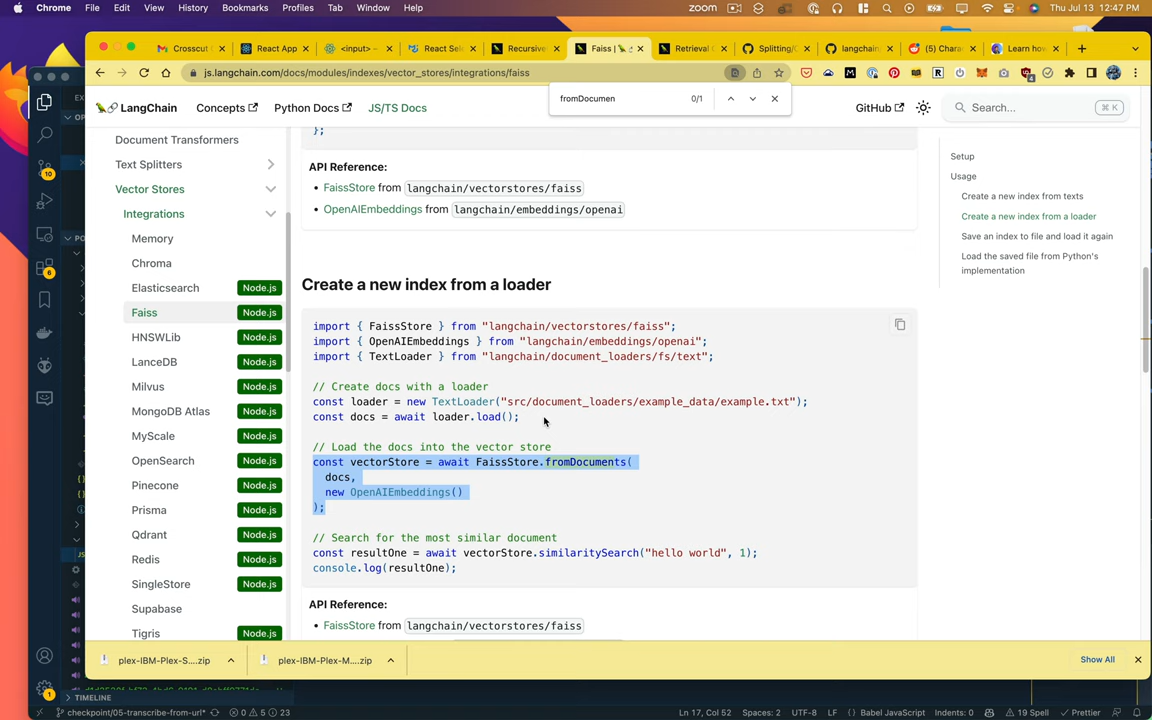 Chrome File Edit View History Bookmarks Profiles Tab Window Help zoom Thu Jul 13 12:47 PM
Crosscut React App <input> React Sel Recursive Faiss | Retrieval Splitting/ langchain (5) Chara Learn how
js.langchain.com/docs/modules/indexes/vector_stores/integrations/faiss
fromDocumen 0/1
LangChain Concepts Python Docs JS/TS Docs GitHub Search... ⌘ K
};
Document Transformers
Text Splitters
Vector Stores
Integrations
Memory
Chroma
Elasticsearch Node.js
Faiss Node.js
HNSWLib Node.js
LanceDB Node.js
Milvus Node.js
MongoDB Atlas Node.js
MyScale Node.js
OpenSearch Node.js
Pinecone Node.js
Prisma Node.js
Qdrant Node.js
Redis Node.js
SingleStore Node.js
Supabase
Tigris Node.js
API Reference:
• FaissStore from langchain/vectorstores/faiss
• OpenAIEmbeddings from langchain/embeddings/openai
Create a new index from a loader
import { FaissStore } from "langchain/vectorstores/faiss";
import { OpenAIEmbeddings } from "langchain/embeddings/openai";
import { TextLoader } from "langchain/document_loaders/fs/text";
// Create docs with a loader
const loader = new TextLoader("src/document_loaders/example_data/example.txt");
const docs = await loader.load();
// Load the docs into the vector store
const vectorStore = await FaissStore.fromDocuments(
docs,
new OpenAIEmbeddings()
);
// Search for the most similar document
const resultOne = await vectorStore.similaritySearch("hello world", 1);
console.log(resultOne);
API Reference:
• FaissStore from langchain/vectorstores/faiss
Setup
Usage
Create a new index from texts
Create a new index from a loader
Save an index to file and load it again
Load the saved file from Python's
implementation
plex-IBM-Plex-S....zip plex-IBM-Plex-M....zip Show All
TIMELINE
checkpoint/05-transcribe-from-url* 0 5 23 Ln 17, Col 52 Spaces: 2 UTF-8 LF {} Babel JavaScript Indents: 0 19 Spell Prettier